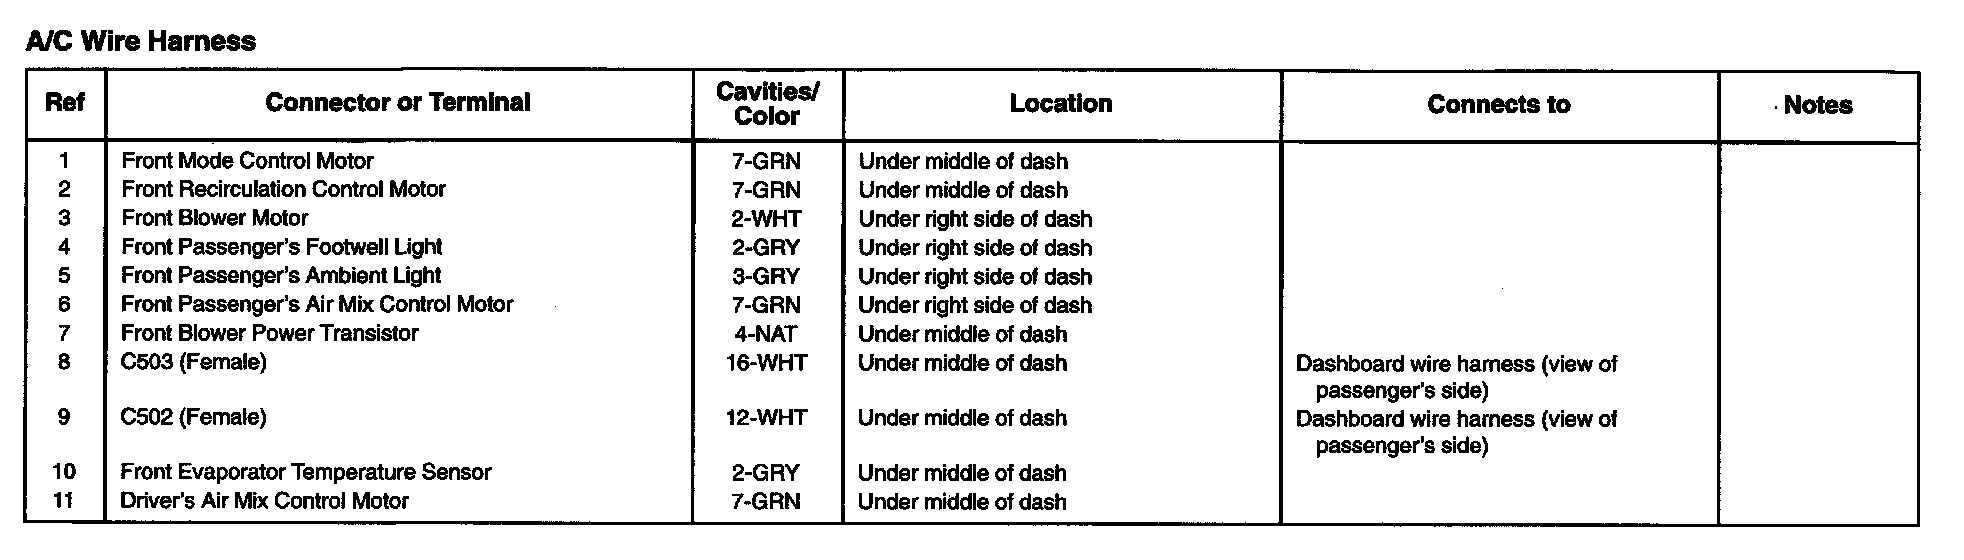 A/C Wire Harness
Ref Connector or Terminal Cavities/ Color Location Connects to Notes
1 Front Mode Control Motor 7-GRN Under middle of dash
2 Front Recirculation Control Motor 7-GRN Under middle of dash
3 Front Blower Motor 2-WHT Under right side of dash
4 Front Passenger's Footwell Light 2-GRY Under right side of dash
5 Front Passenger's Ambient Light 3-GRY Under right side of dash
6 Front Passenger's Air Mix Control Motor 7-GRN Under right side of dash
7 Front Blower Power Transistor 4-NAT Under middle of dash
8 C503 (Female) 16-WHT Under middle of dash Dashboard wire harness (view of
passenger's side)
9 C502 (Female) 12-WHT Under middle of dash Dashboard wire harness (view of
passenger's side)
10 Front Evaporator Temperature Sensor 2-GRY Under middle of dash
11 Driver's Air Mix Control Motor 7-GRN Under middle of dash